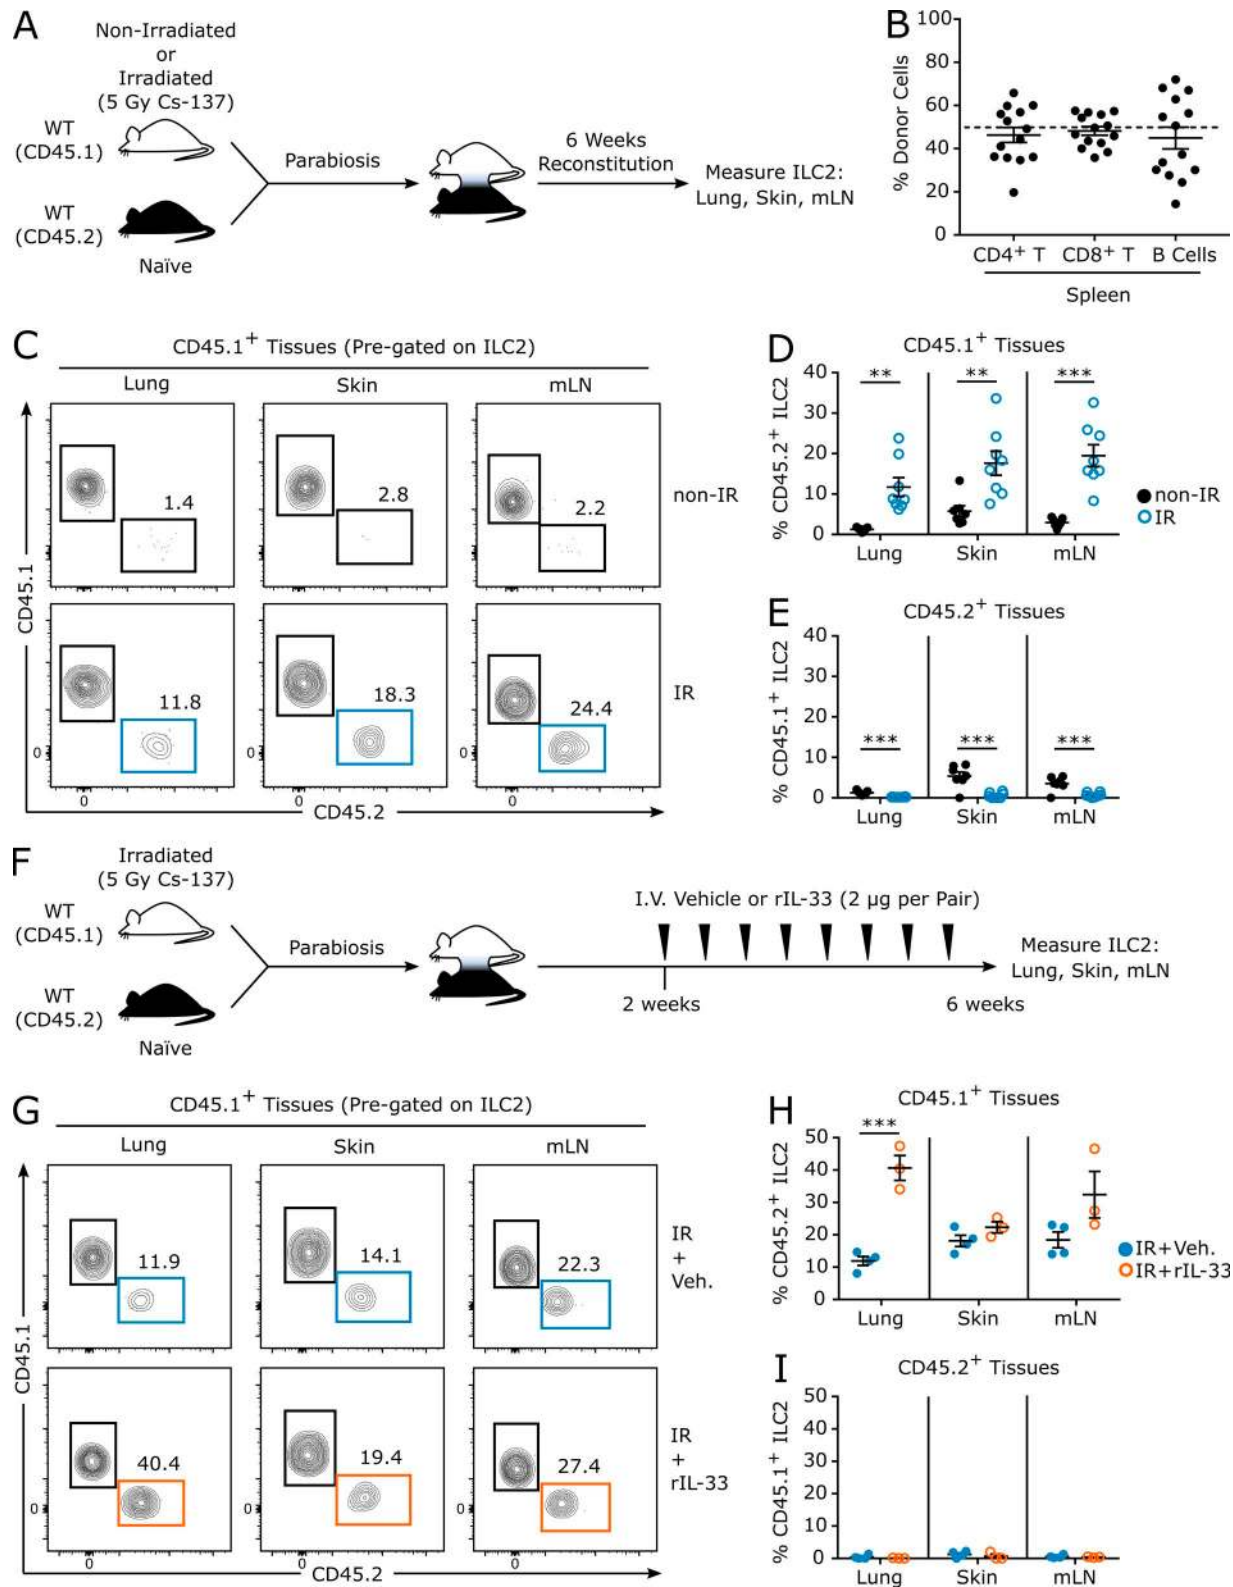 A
Non-Irradiated
or
Irradiated
(5 Gy Cs-137)
WT
(CD45.1)
WT
(CD45.2)
Naïve
Parabiosis
6 Weeks
Reconstitution
Measure ILC2:
Lung, Skin, mLN
B
% Donor Cells
100
80
60
40
20
0
CD4+ T CD8+ T B Cells
Spleen
C
CD45.1+ Tissues (Pre-gated on ILC2)
Lung Skin mLN
1.4 2.8 2.2
non-IR
11.8 18.3 24.4
IR
0 0 0
0 0 0
CD45.1
CD45.2
D
CD45.1+ Tissues
% CD45.2+ ILC2
40
30
20
10
0
** ** ***
Lung Skin mLN
non-IR
IR
E
CD45.2+ Tissues
% CD45.1+ ILC2
40
30
20
10
0
*** *** ***
Lung Skin mLN
F
Irradiated
(5 Gy Cs-137)
WT
(CD45.1)
WT
(CD45.2)
Naïve
Parabiosis
I.V. Vehicle or rIL-33 (2 µg per Pair)
2 weeks
6 weeks
Measure ILC2:
Lung, Skin, mLN
G
CD45.1+ Tissues (Pre-gated on ILC2)
Lung Skin mLN
11.9 14.1 22.3
IR
+
Veh.
40.4 19.4 27.4
IR
+
rIL-33
0 0 0
0 0 0
CD45.1
CD45.2
H
CD45.1+ Tissues
% CD45.2+ ILC2
50
40
30
20
10
0
***
Lung Skin mLN
IR+Veh.
IR+rIL-33
I
CD45.2+ Tissues
% CD45.1+ ILC2
50
40
30
20
10
0
Lung Skin mLN